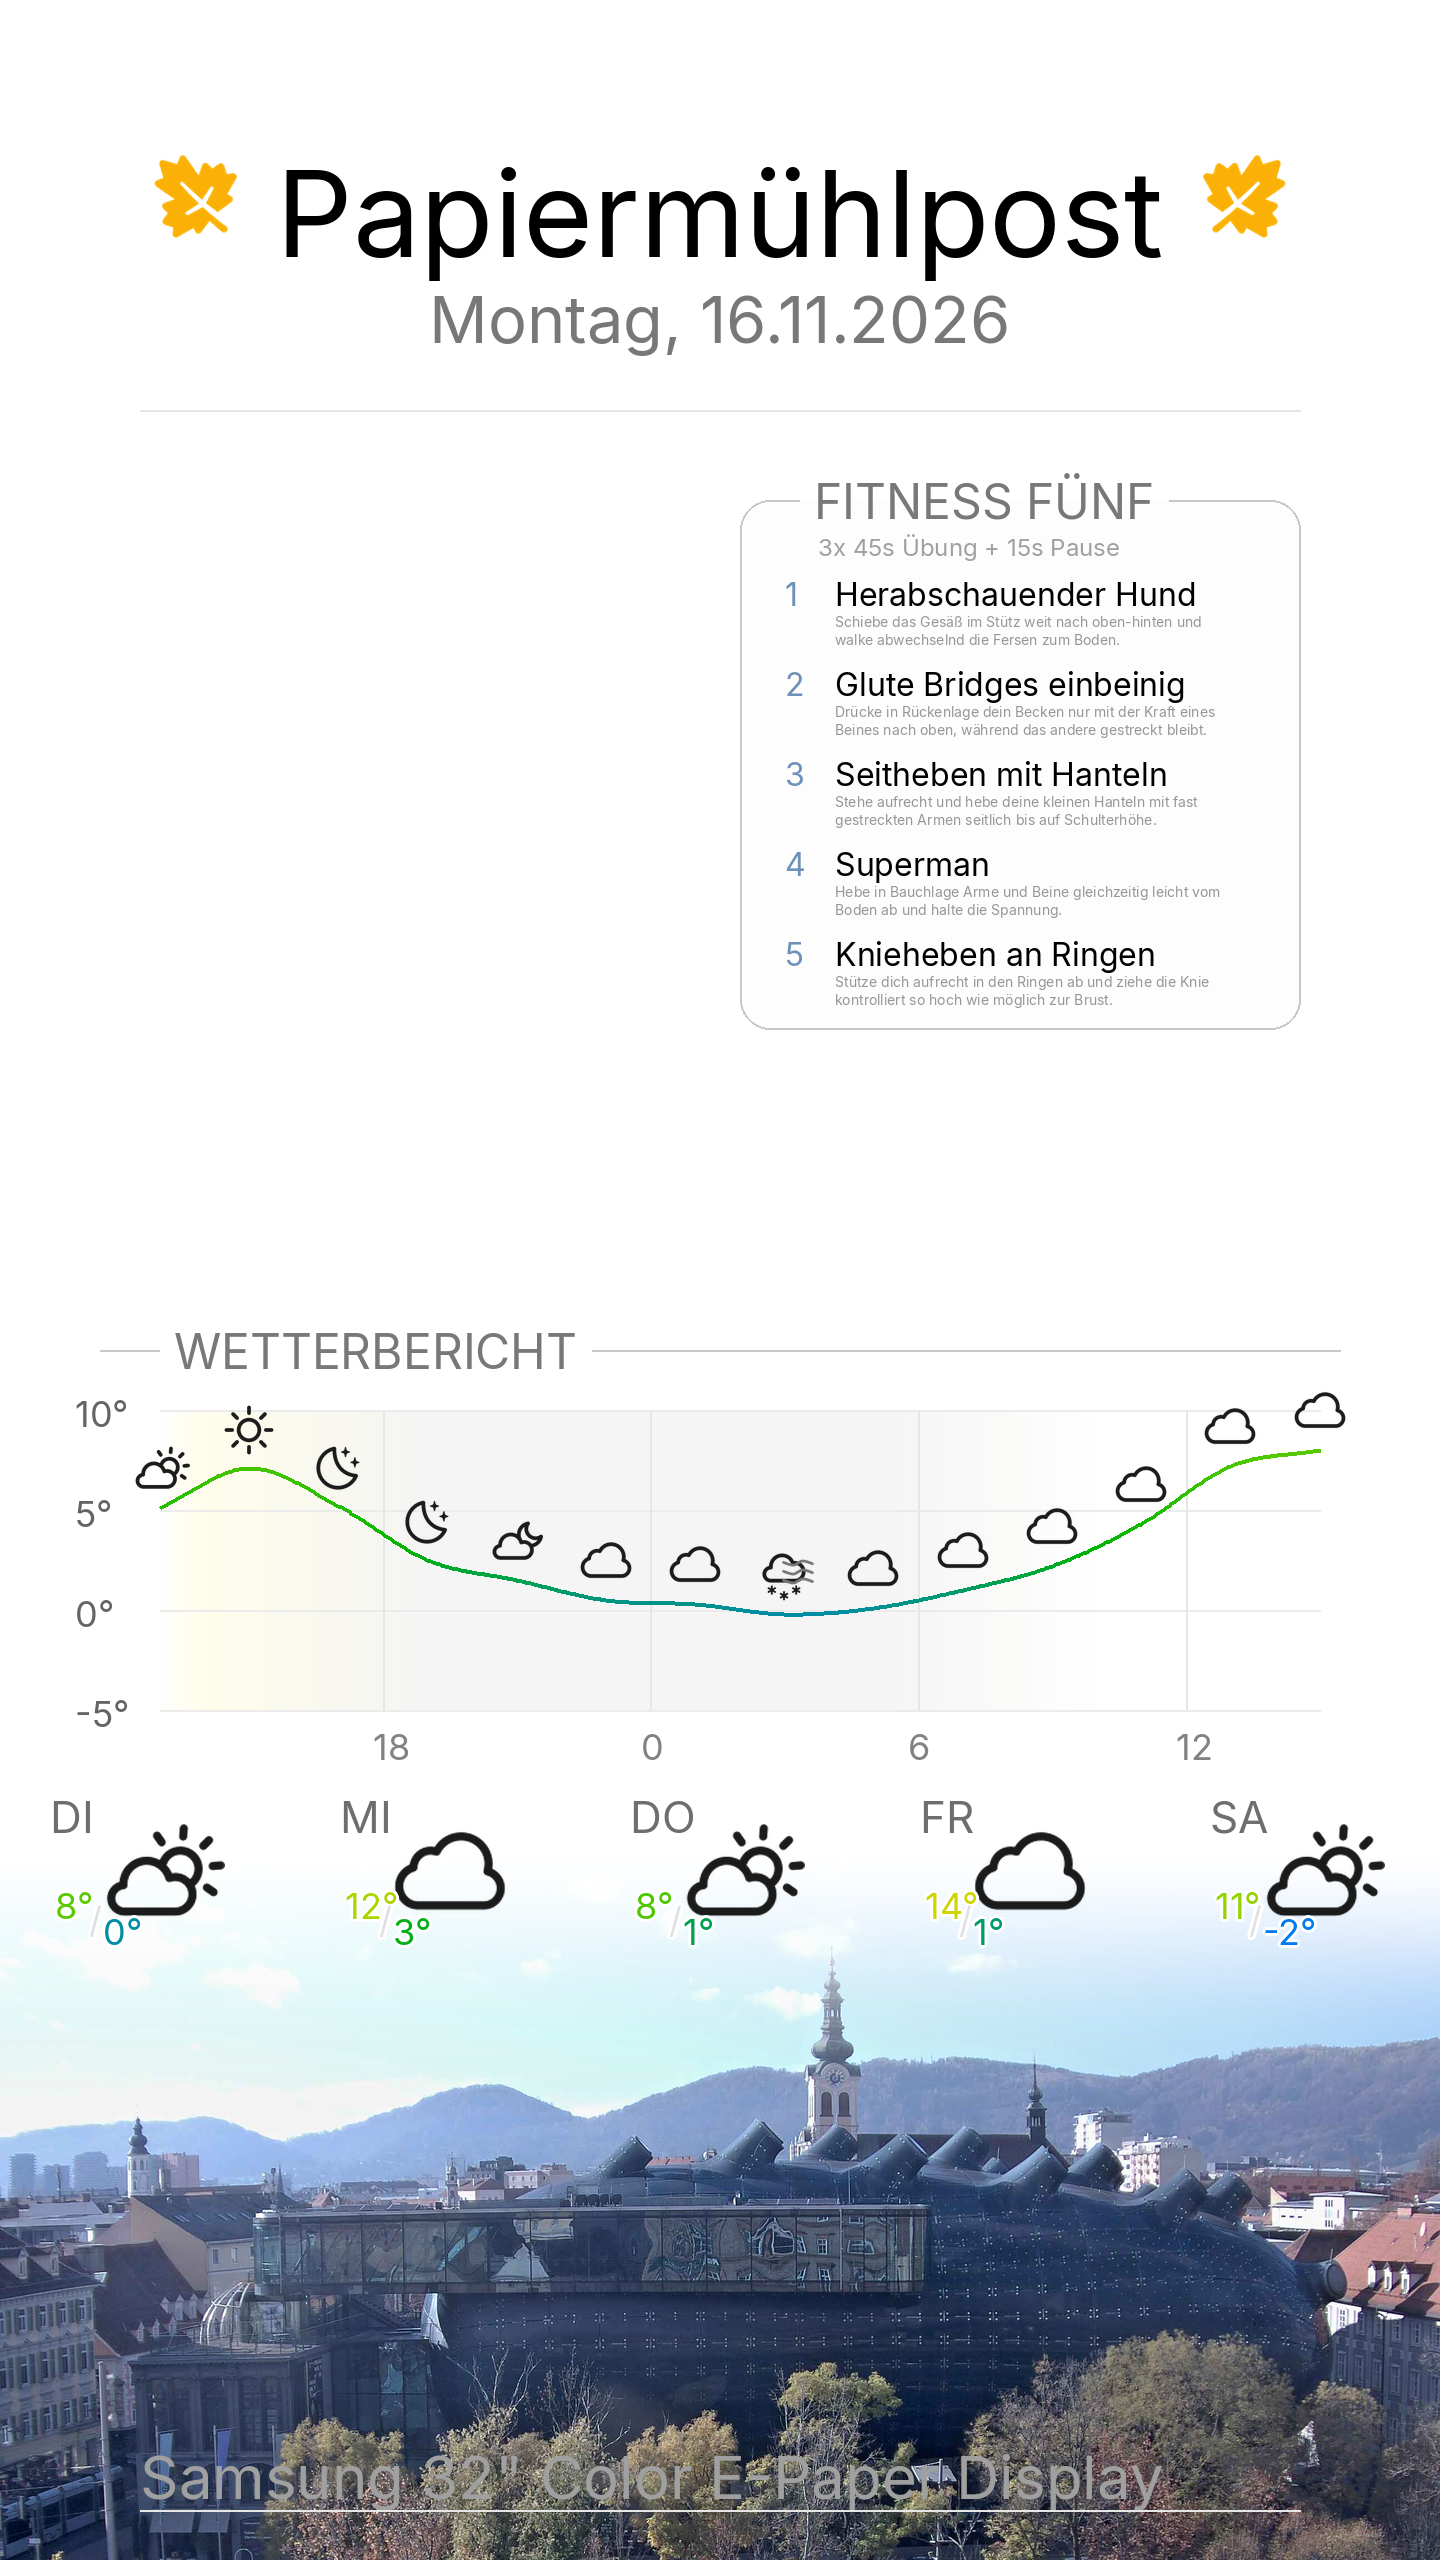 Papiermühlpost
Montag, 16.11.2026
FITNESS FÜNF
3x 45s Übung + 15s Pause
1 Herabschauender Hund
Schiebe das Gesäß im Stütz weit nach oben-hinten und
walke abwechselnd die Fersen zum Boden.
2 Glute Bridges einbeinig
Drücke in Rückenlage dein Becken nur mit der Kraft eines
Beines nach oben, während das andere gestreckt bleibt.
3 Seitheben mit Hanteln
Stehe aufrecht und hebe deine kleinen Hanteln mit fast
gestreckten Armen seitlich bis auf Schulterhöhe.
4 Superman
Hebe in Bauchlage Arme und Beine gleichzeitig leicht vom
Boden ab und halte die Spannung.
5 Knieheben an Ringen
Stütze dich aufrecht in den Ringen ab und ziehe die Knie
kontrolliert so hoch wie möglich zur Brust.
WETTERBERICHT
10°
5°
0°
-5°
18 0 6 12
DI MI DO FR SA
8°/0° 12°/3° 8°/1° 14°/1° 11°/-2°
Samsung 32" Color E-Paper Display